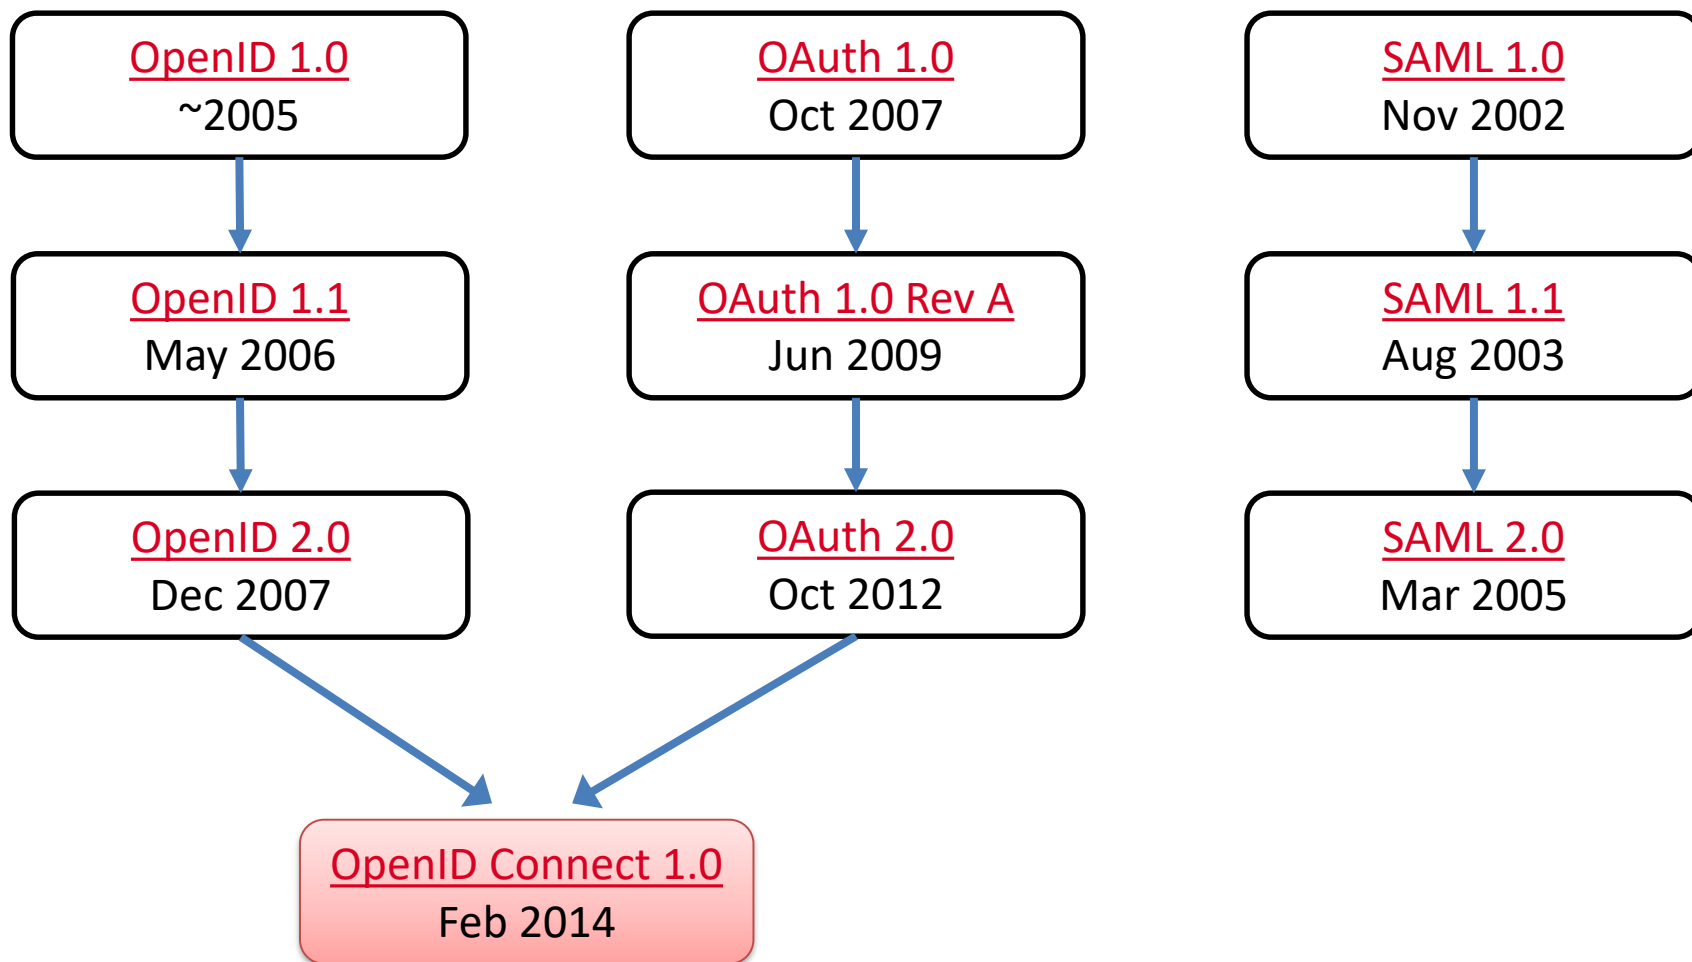 OpenID 1.0
~2005
OAuth 1.0
Oct 2007
SAML 1.0
Nov 2002
OpenID 1.1
May 2006
OAuth 1.0 Rev A
Jun 2009
SAML 1.1
Aug 2003
OpenID 2.0
Dec 2007
OAuth 2.0
Oct 2012
SAML 2.0
Mar 2005
OpenID Connect 1.0
Feb 2014